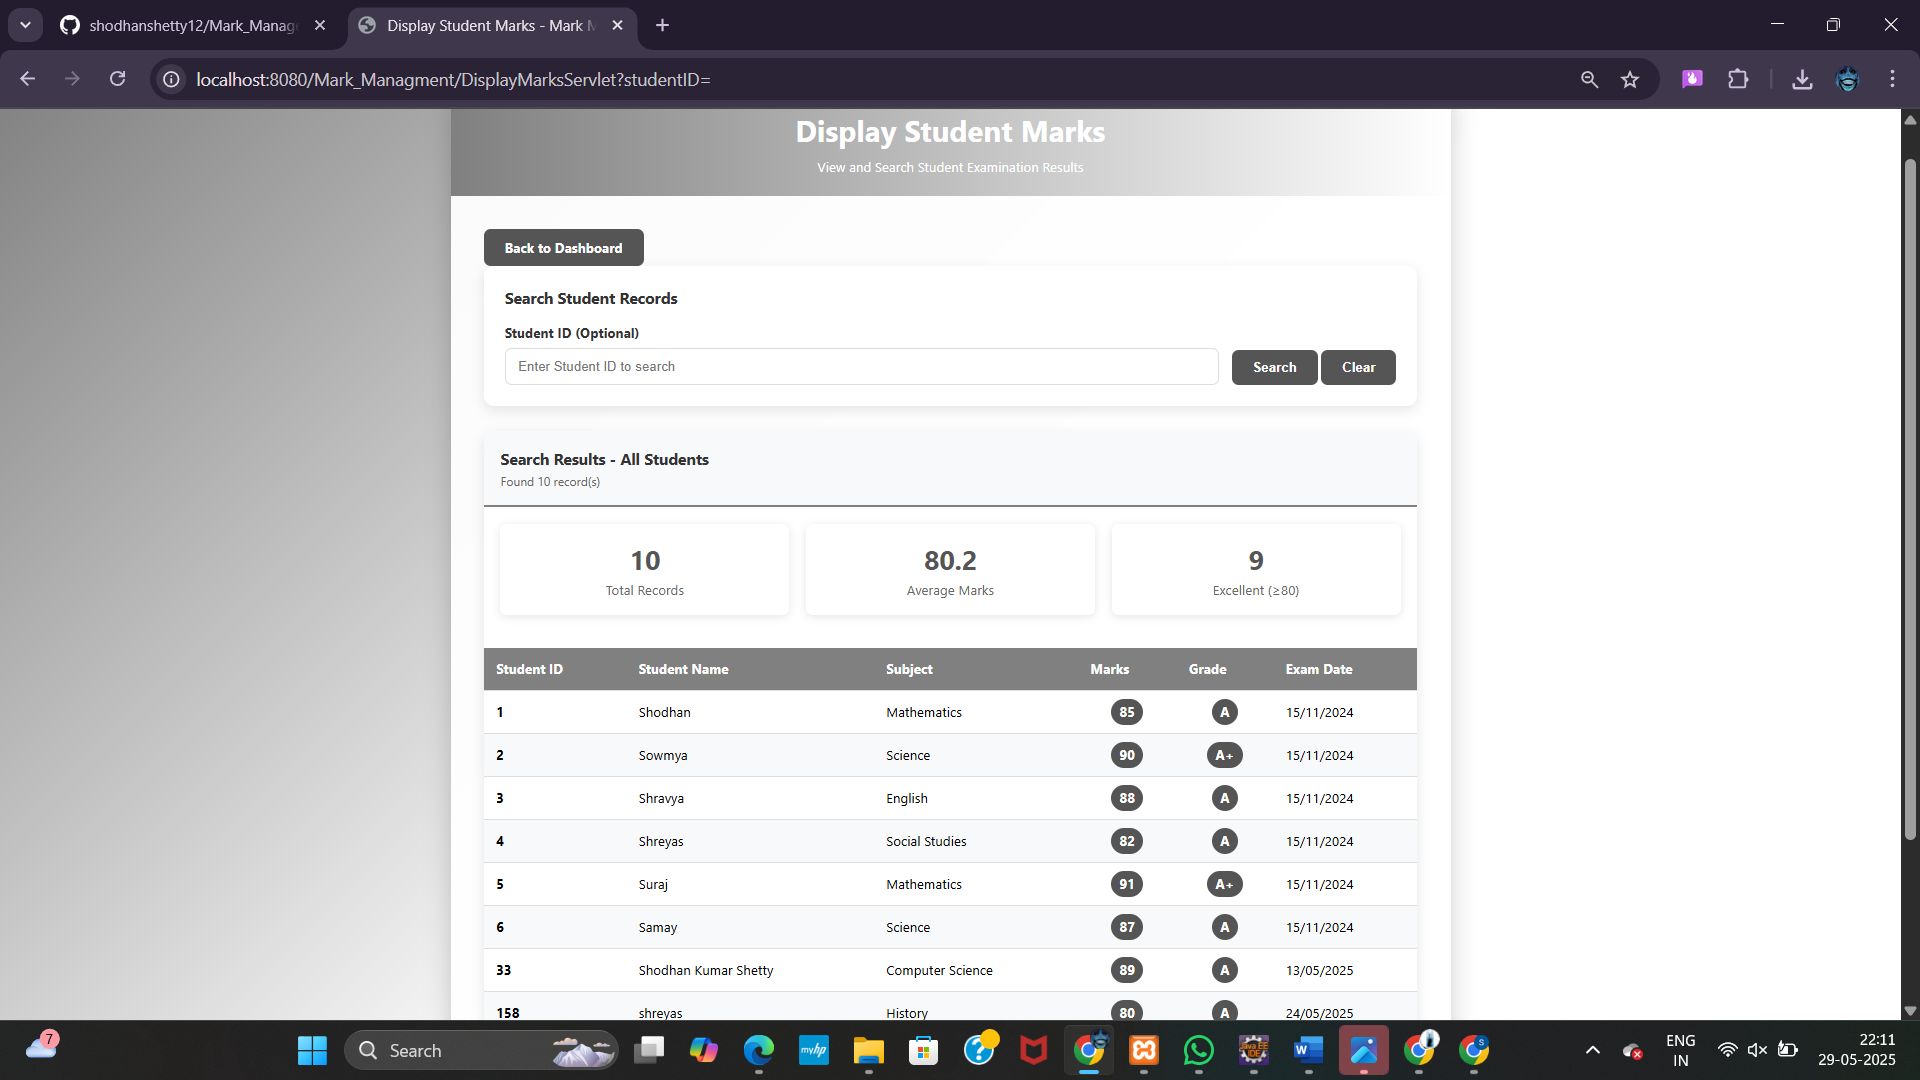 shodhanshetty12/Mark_Manag
Display Student Marks - Mark M
localhost:8080/Mark_Managment/DisplayMarksServlet?studentID=
Display Student Marks
View and Search Student Examination Results
Back to Dashboard
Search Student Records
Student ID (Optional)
Enter Student ID to search
Search
Clear
Search Results - All Students
Found 10 record(s)
10
80.2
9
Total Records
Average Marks
Excellent (≥80)
Student ID Student Name Subject Marks Grade Exam Date
1 Shodhan Mathematics 85 A 15/11/2024
2 Sowmya Science 90 A+ 15/11/2024
3 Shravya English 88 A 15/11/2024
4 Shreyas Social Studies 82 A 15/11/2024
5 Suraj Mathematics 91 A+ 15/11/2024
6 Samay Science 87 A 15/11/2024
33 Shodhan Kumar Shetty Computer Science 89 A 13/05/2025
158 shreyas History 80 A 24/05/2025
7
Search
myhp
Java EE
IDE
W
S
ENG
IN
22:11
29-05-2025